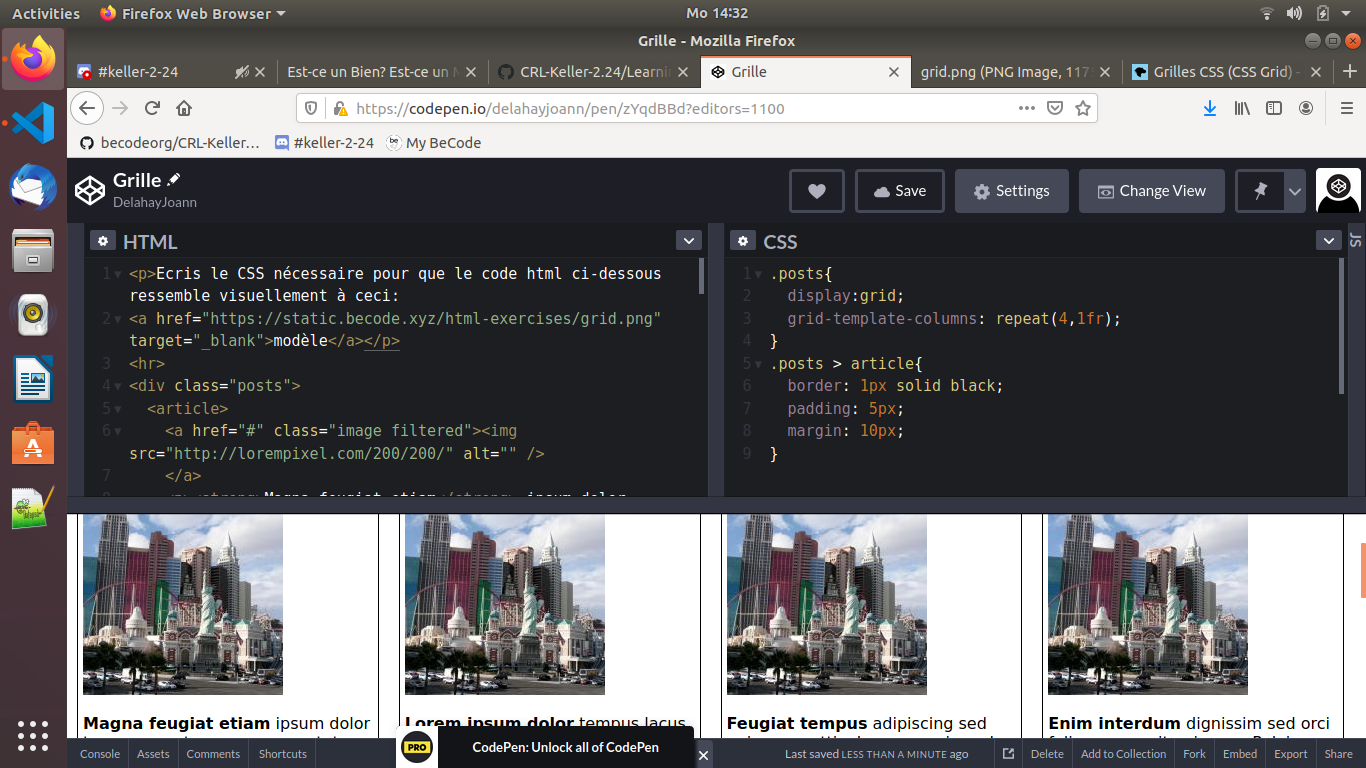 Activities
Firefox Web Browser
Mo 14:32
Grille - Mozilla Firefox
#keller-2-24
Est-ce un Bien? Est-ce un
CRL-Keller-2.24/Learni
Grille
grid.png (PNG Image, 117
Grilles CSS (CSS Grid) -
https://codepen.io/delahayjoann/pen/zYqdBBd?editors=1100
becodeorg/CRL-Keller...
#keller-2-24
be
My BeCode
Grille
DelahayJoann
Save
Settings
Change View
HTML
1 <p>Ecris le CSS nécessaire pour que le code html ci-dessous
ressemble visuellement à ceci:
2 <a href="https://static.becode.xyz/html-exercises/grid.png"
target="_blank">modèle</a></p>
3 <hr>
4 <div class="posts">
5 <article>
6 <a href="#" class="image filtered"><img
src="http://lorempixel.com/200/200/" alt="" />
7 </a>
CSS
JS
1 .posts{
2 display:grid;
3 grid-template-columns: repeat(4,1fr);
4 }
5 .posts > article{
6 border: 1px solid black;
7 padding: 5px;
8 margin: 10px;
9 }
Magna feugiat etiam ipsum dolor
Lorem ipsum dolor tempus lacus
Feugiat tempus adipiscing sed
Enim interdum dignissim sed orci
Console
Assets
Comments
Shortcuts
PRO
CodePen: Unlock all of CodePen
Last saved LESS THAN A MINUTE ago
Delete
Add to Collection
Fork
Embed
Export
Share